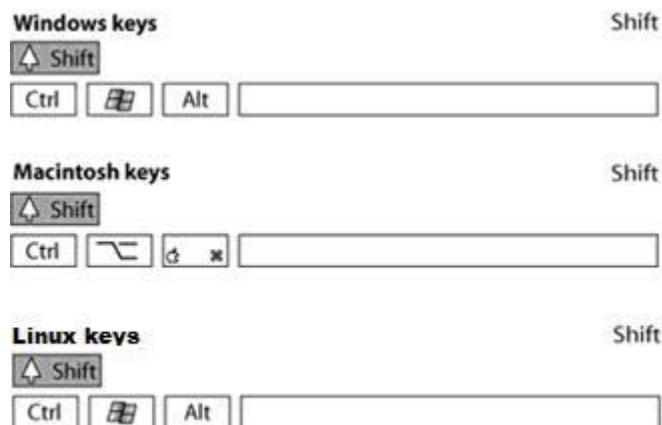 Windows keys Shift
Shift
Ctrl Alt
Macintosh keys Shift
Shift
Ctrl ⌥ ⌘
Linux keys Shift
Shift
Ctrl Alt